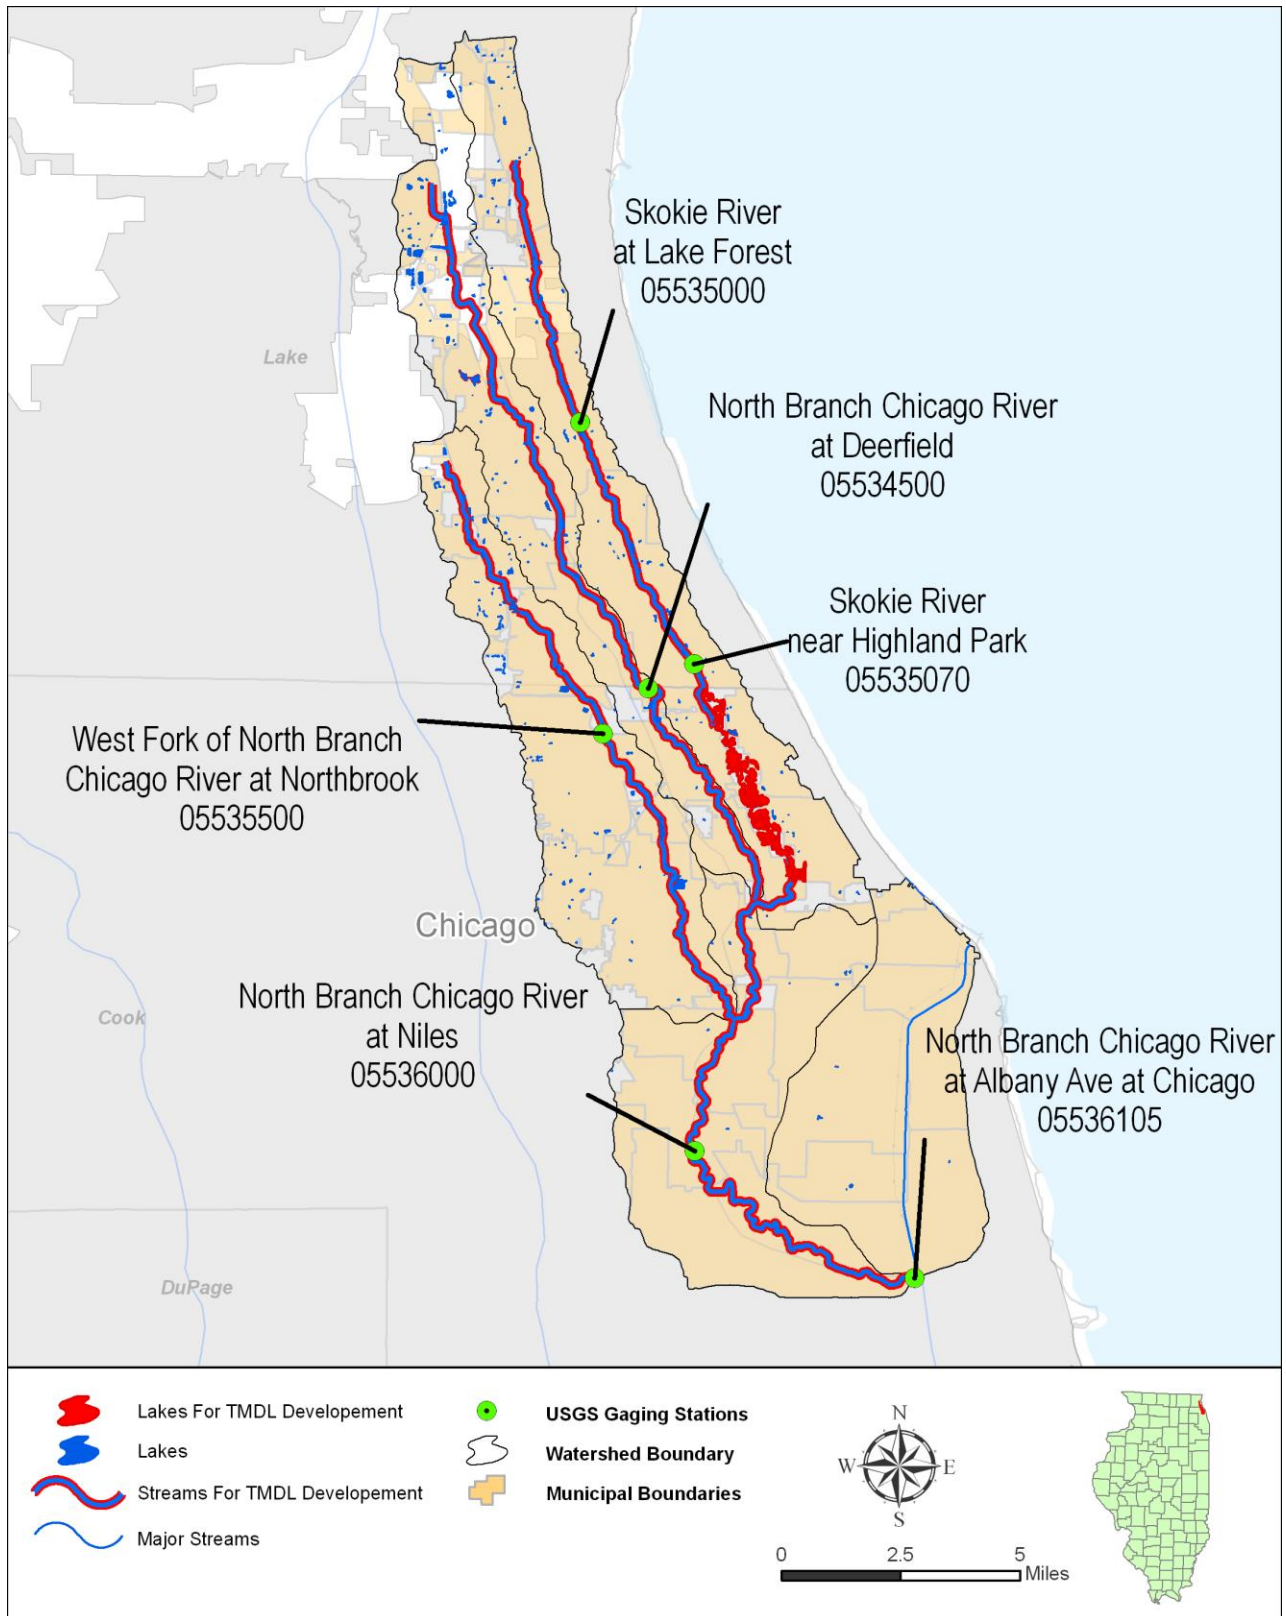 Skokie River
at Lake Forest
05535000
Lake
North Branch Chicago River
at Deerfield
05534500
Skokie River
near Highland Park
05535070
West Fork of North Branch
Chicago River at Northbrook
05535500
Chicago
North Branch Chicago River
at Niles
05536000
Cook
North Branch Chicago River
at Albany Ave at Chicago
05536105
DuPage
Lakes For TMDL Developement
Lakes
Streams For TMDL Developement
Major Streams
USGS Gaging Stations
Watershed Boundary
Municipal Boundaries
N
W
E
S
0 2.5 5
Miles